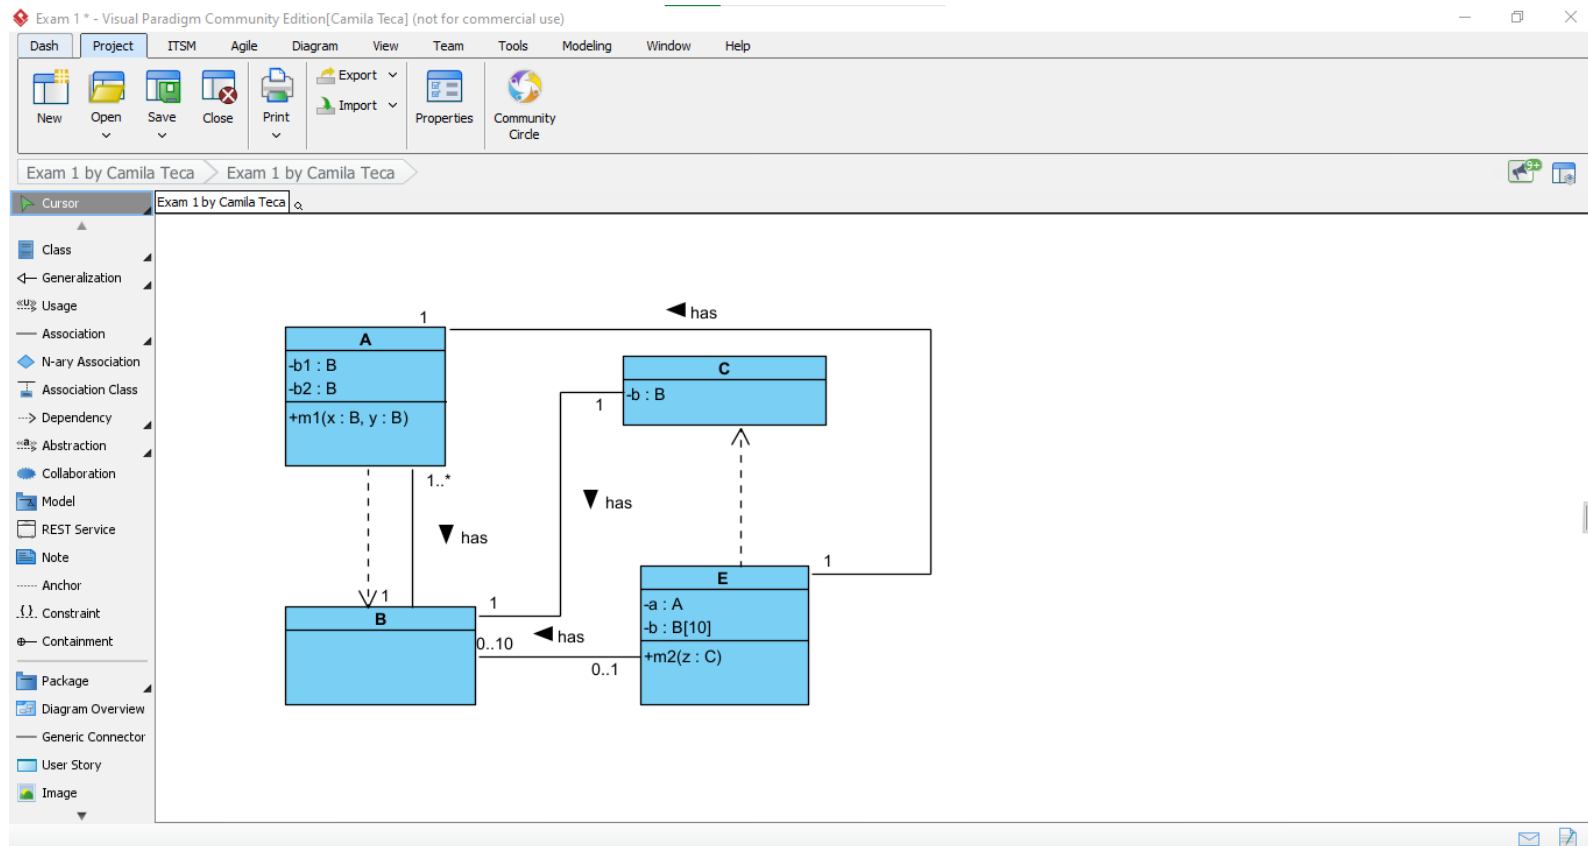 Exam 1 * - Visual Paradigm Community Edition[Camila Teca] (not for commercial use)
Dash Project ITSM Agile Diagram View Team Tools Modeling Window Help
New Open Save Close Print Export Import Properties Community Circle
Exam 1 by Camila Teca Exam 1 by Camila Teca
9+
Cursor
Exam 1 by Camila Teca
Class
Generalization
«U» Usage
Association
N-ary Association
Association Class
Dependency
«a» Abstraction
Collaboration
Model
REST Service
Note
Anchor
{} Constraint
Containment
Package
Diagram Overview
Generic Connector
User Story
Image
1
has
A
-b1 : B
-b2 : B
+m1(x : B, y : B)
C
-b : B
1
1..*
has
has
1
1
1
B
0..10
has
0..1
E
-a : A
-b : B[10]
+m2(z : C)